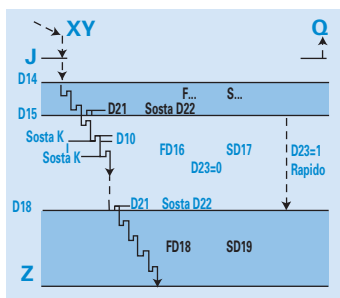 XY Q
J
D14
F... S...
D15 D21 Sosta D22
Sosta K D10
Sosta K FD16 SD17 D23=1
D23=0 Rapido
D18 D21 Sosta D22
FD18 SD19
Z